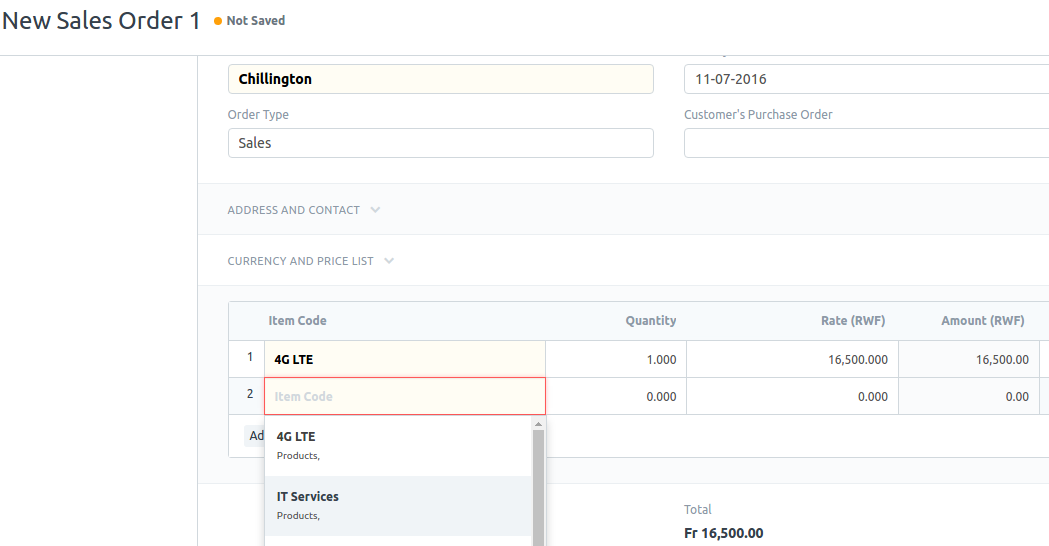 New Sales Order 1 Not Saved
Chillington 11-07-2016
Order Type Customer's Purchase Order
Sales
ADDRESS AND CONTACT
CURRENCY AND PRICE LIST
Item Code Quantity Rate (RWF) Amount (RWF)
1 4G LTE 1.000 16,500.000 16,500.00
2 Item Code 0.000 0.000 0.00
Ad
4G LTE
Products,
IT Services
Products,
Total
Fr 16,500.00